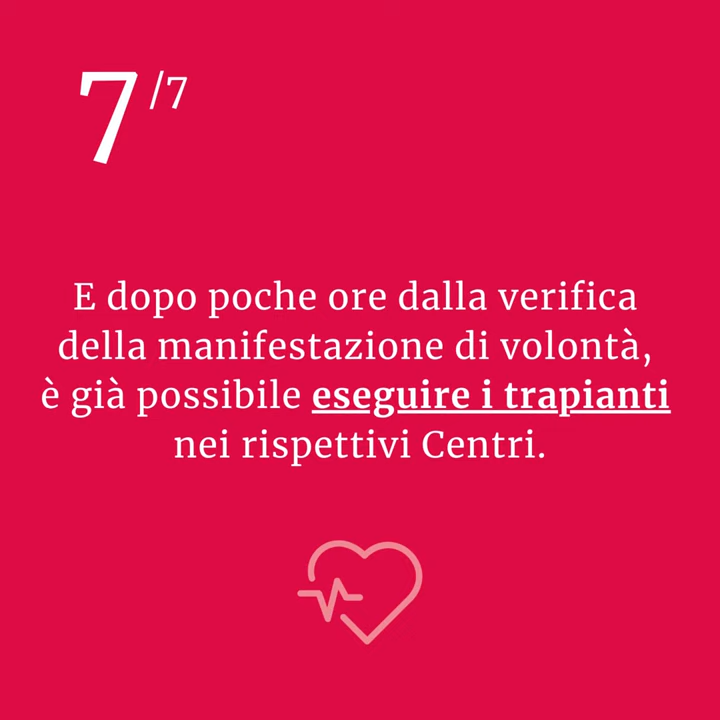 7/7
E dopo poche ore dalla verifica
della manifestazione di volontà,
è già possibile eseguire i trapianti
nei rispettivi Centri.